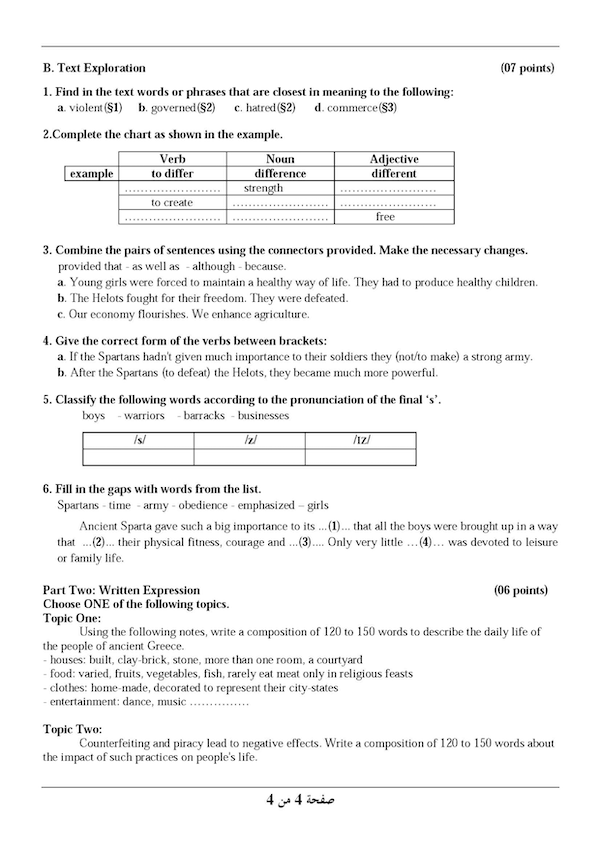 B. Text Exploration (07 points)
1. Find in the text words or phrases that are closest in meaning to the following:
a. violent(§1) b. governed(§2) c. hatred(§2) d. commerce(§3)
2.Complete the chart as shown in the example.
Verb Noun Adjective
example to differ difference different
…………………… strength ……………………
to create …………………… ……………………
…………………… …………………… free
3. Combine the pairs of sentences using the connectors provided. Make the necessary changes.
provided that - as well as - although - because.
a. Young girls were forced to maintain a healthy way of life. They had to produce healthy children.
b. The Helots fought for their freedom. They were defeated.
c. Our economy flourishes. We enhance agriculture.
4. Give the correct form of the verbs between brackets:
a. If the Spartans hadn't given much importance to their soldiers they (not/to make) a strong army.
b. After the Spartans (to defeat) the Helots, they became much more powerful.
5. Classify the following words according to the pronunciation of the final ‘s’.
boys - warriors - barracks - businesses
/s/ /z/ /ɪz/
6. Fill in the gaps with words from the list.
Spartans - time - army - obedience - emphasized – girls
Ancient Sparta gave such a big importance to its ...(1)... that all the boys were brought up in a way
that ...(2)... their physical fitness, courage and ...(3).... Only very little …(4)… was devoted to leisure
or family life.
Part Two: Written Expression (06 points)
Choose ONE of the following topics.
Topic One:
Using the following notes, write a composition of 120 to 150 words to describe the daily life of
the people of ancient Greece.
- houses: built, clay-brick, stone, more than one room, a courtyard
- food: varied, fruits, vegetables, fish, rarely eat meat only in religious feasts
- clothes: home-made, decorated to represent their city-states
- entertainment: dance, music ……………
Topic Two:
Counterfeiting and piracy lead to negative effects. Write a composition of 120 to 150 words about
the impact of such practices on people's life.
صفحة 4 من 4